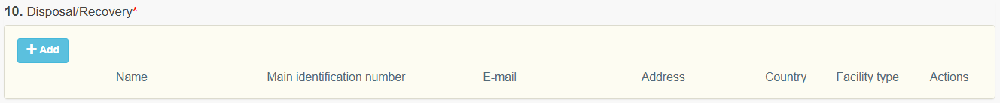 10. Disposal/Recovery*
+ Add
Name Main identification number E-mail Address Country Facility type Actions